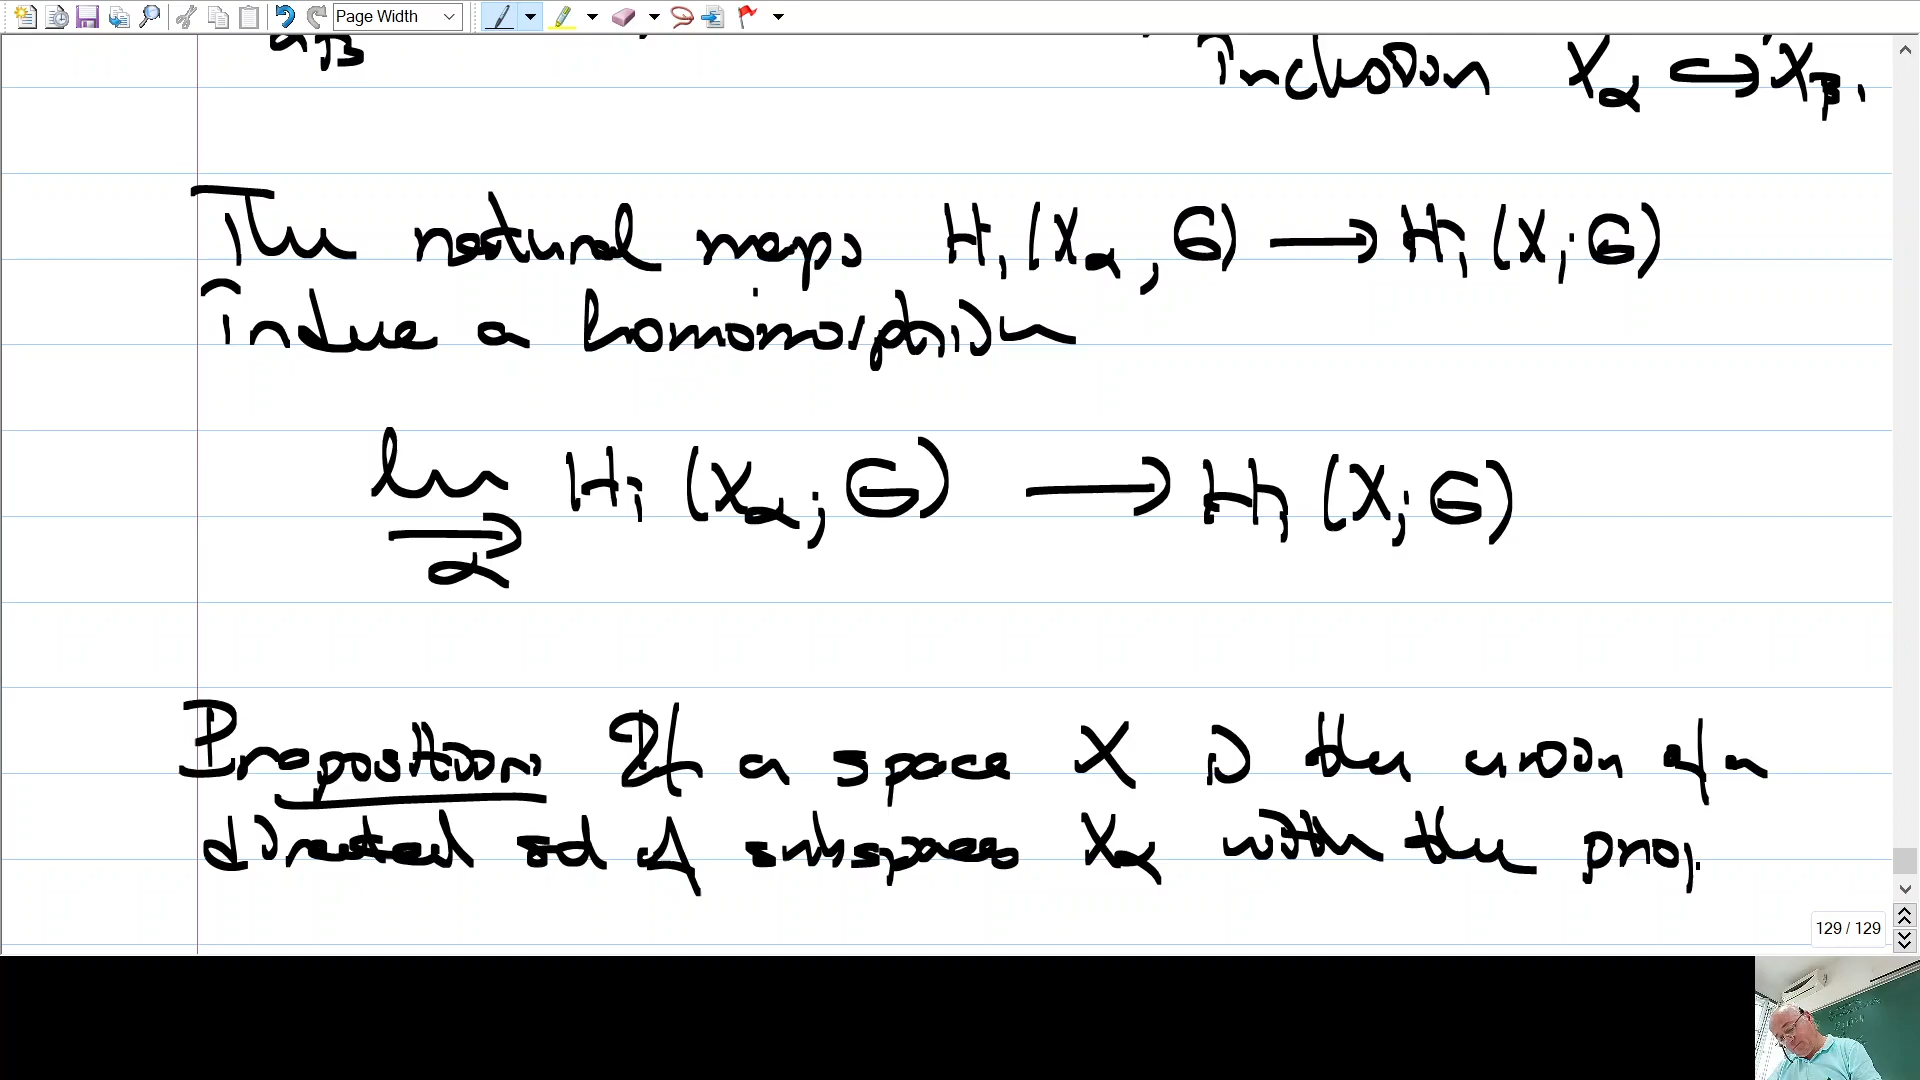 Page Width
α,β
inclusion X_α ↪ X_β.
The natural maps H_i(X_α, G) ⟶ H_i(X; G)
induce a homomorphism
lim H_i (X_α; G) ⟶ H_i (X; G)
⟶
α
Proposition: If a space X is the union of a
directed set of subspaces X_α with the prop
129 / 129